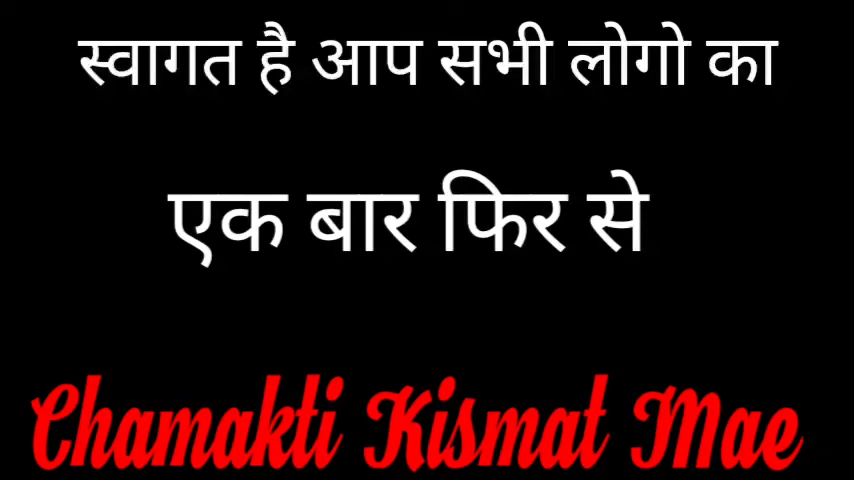 स्वागत है आप सभी लोगो का
एक बार फिर से
Chamakti Kismat Mae